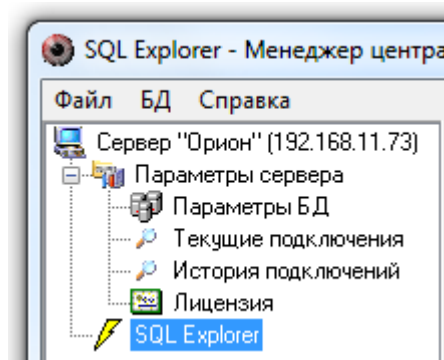 SQL Explorer - Менеджер центра
Файл БД Справка
Сервер "Орион" (192.168.11.73)
Параметры сервера
Параметры БД
Текущие подключения
История подключений
Лицензия
SQL Explorer